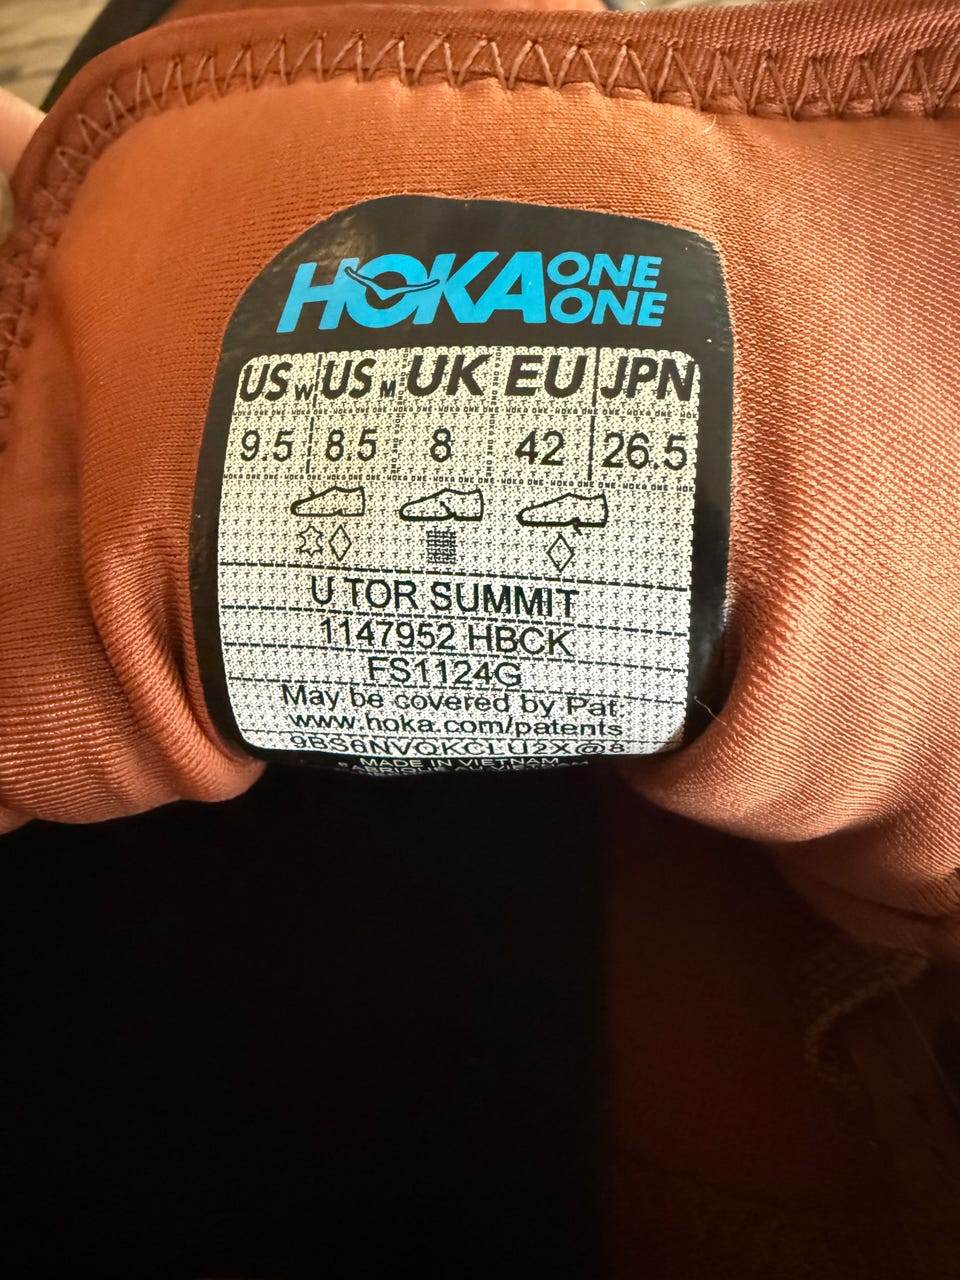 HOKA ONE ONE
US W US M UK EU JPN
9.5 8.5 8 42 26.5
U TOR SUMMIT
1147952 HBCK
FS1124G
May be covered by Pat.
www.hoka.com/patents
9BS6NVQKCLU2X@8
MADE IN VIETNAM